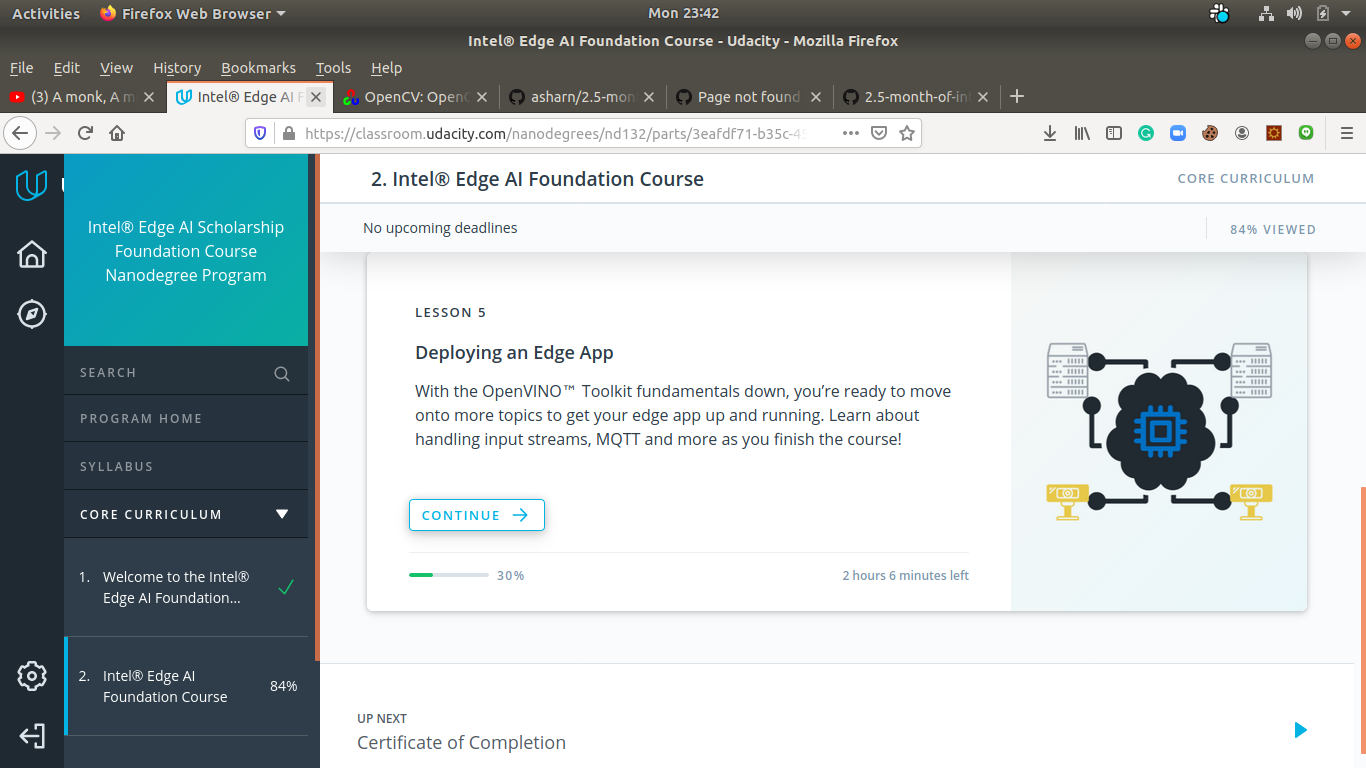 Activities Firefox Web Browser Mon 23:42
Intel® Edge AI Foundation Course - Udacity - Mozilla Firefox
File Edit View History Bookmarks Tools Help
(3) A monk, A m Intel® Edge AI F OpenCV: Open asharn/2.5-mon Page not found 2.5-month-of-in
https://classroom.udacity.com/nanodegrees/nd132/parts/3eafdf71-b35c-45
Intel® Edge AI Scholarship
Foundation Course
Nanodegree Program
SEARCH
PROGRAM HOME
SYLLABUS
CORE CURRICULUM
1. Welcome to the Intel®
Edge AI Foundation...
2. Intel® Edge AI
Foundation Course
84%
2. Intel® Edge AI Foundation Course
CORE CURRICULUM
No upcoming deadlines
84% VIEWED
LESSON 5
Deploying an Edge App
With the OpenVINO™ Toolkit fundamentals down, you’re ready to move
onto more topics to get your edge app up and running. Learn about
handling input streams, MQTT and more as you finish the course!
CONTINUE
30%
2 hours 6 minutes left
UP NEXT
Certificate of Completion